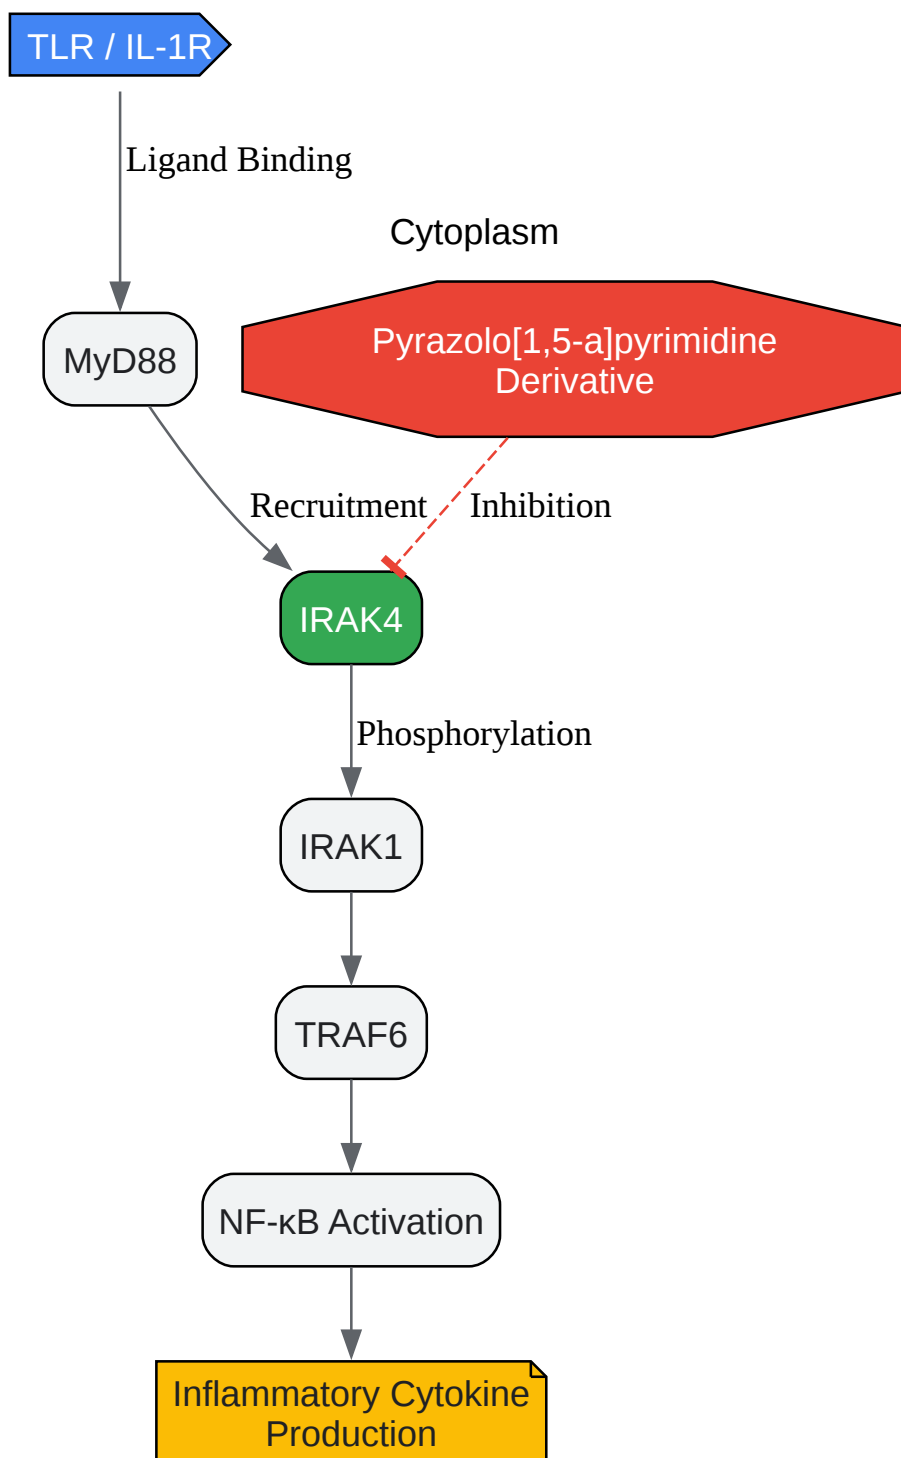 TLR / IL-1R
Ligand Binding
Cytoplasm
Pyrazolo[1,5-a]pyrimidine
Derivative
MyD88
Recruitment
Inhibition
IRAK4
Phosphorylation
IRAK1
TRAF6
NF-κB Activation
Inflammatory Cytokine
Production